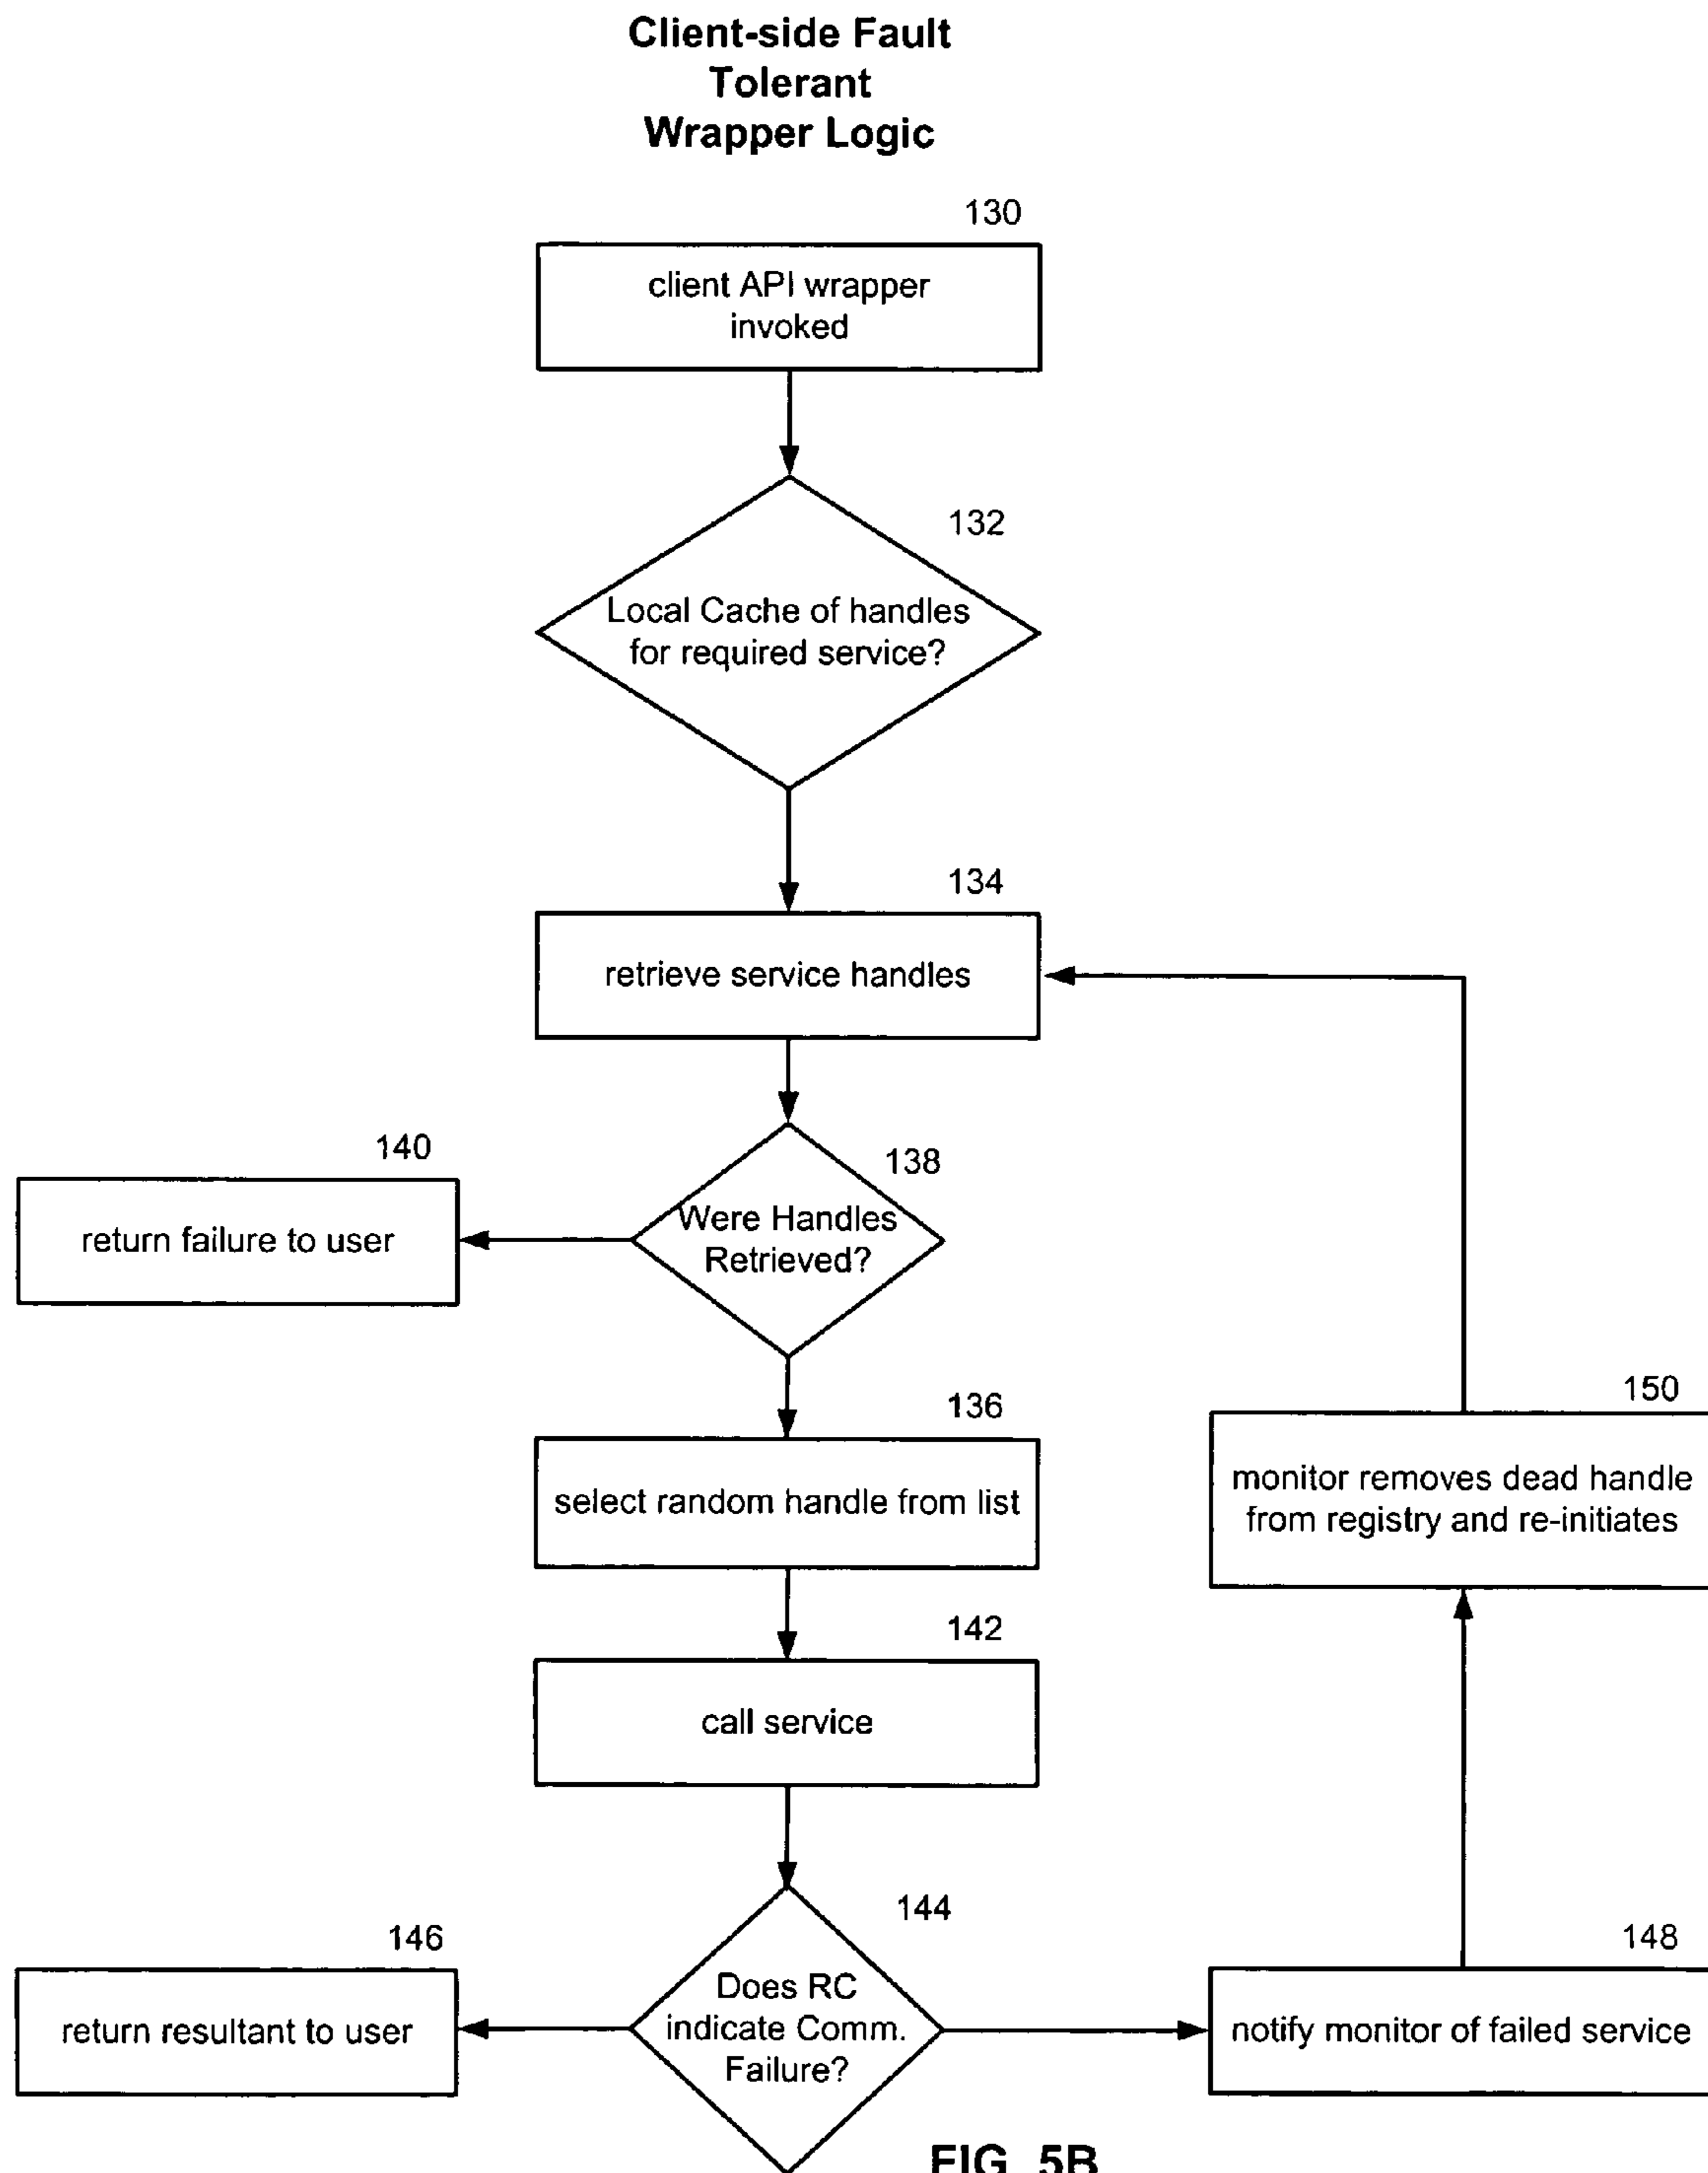 Client-side Fault
Tolerant
Wrapper Logic
130
client API wrapper
invoked
132
Local Cache of handles
for required service?
134
retrieve service handles
140
138
return failure to user
Were Handles
Retrieved?
136
select random handle from list
150
monitor removes dead handle
from registry and re-initiates
142
call service
144
146
148
Does RC
indicate Comm.
Failure?
return resultant to user
notify monitor of failed service
FIG. 5B